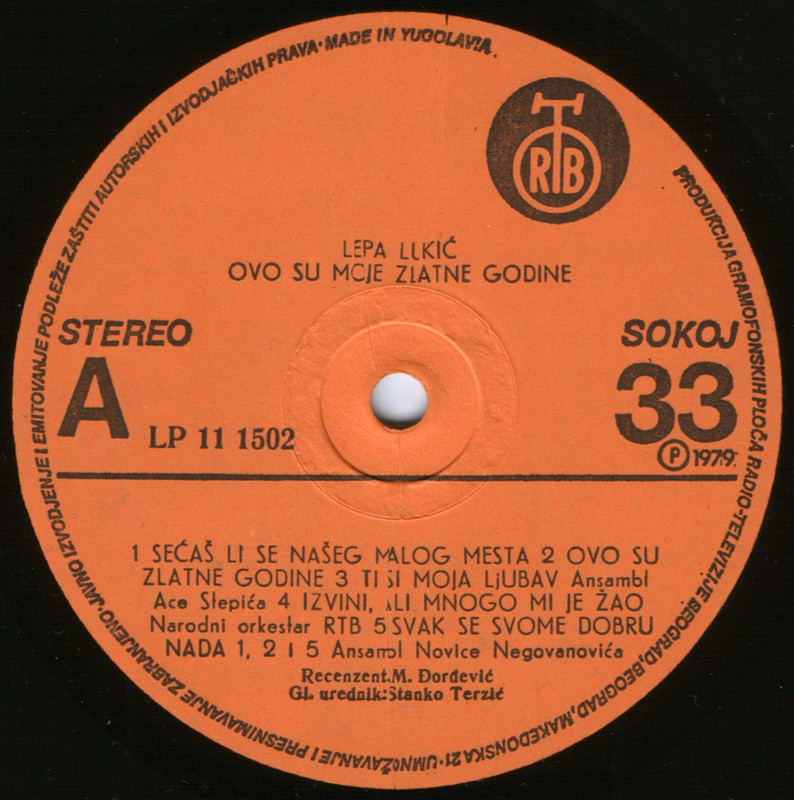 PRODUKCIJA GRAMOFONSKIH PLOČA RADIO-TELEVIZIJE BEOGRAD, BEOGRAD, MAKEDONSKA 21 · UMNOŽAVANJE I PRESNIMAVANJE ZABRANJENO · JAVNO IZVODJENJE I EMITOVANJE PODLEŽE ZAŠTITI AUTORSKIH I IZVODJAČKIH PRAVA · MADE IN YUGOLAVIA.
RTB
LEPA LUKIĆ
OVO SU MOJE ZLATNE GODINE
STEREO
SOKOJ
A
33
LP 11 1502
Ⓟ 1979.
1 SEĆAŠ LI SE NAŠEG MALOG MESTA 2 OVO SU
ZLATNE GODINE 3 TI SI MOJA LJUBAV Ansambl
Ace Stepića 4 IZVINI, ALI MNOGO MI JE ŽAO
Narodni orkestar RTB 5 SVAK SE SVOME DOBRU
NADA 1, 2 I 5 Ansambl Novice Negovanovića
Recenzent.M. Đorđević
Gl. urednik:Stanko Terzić